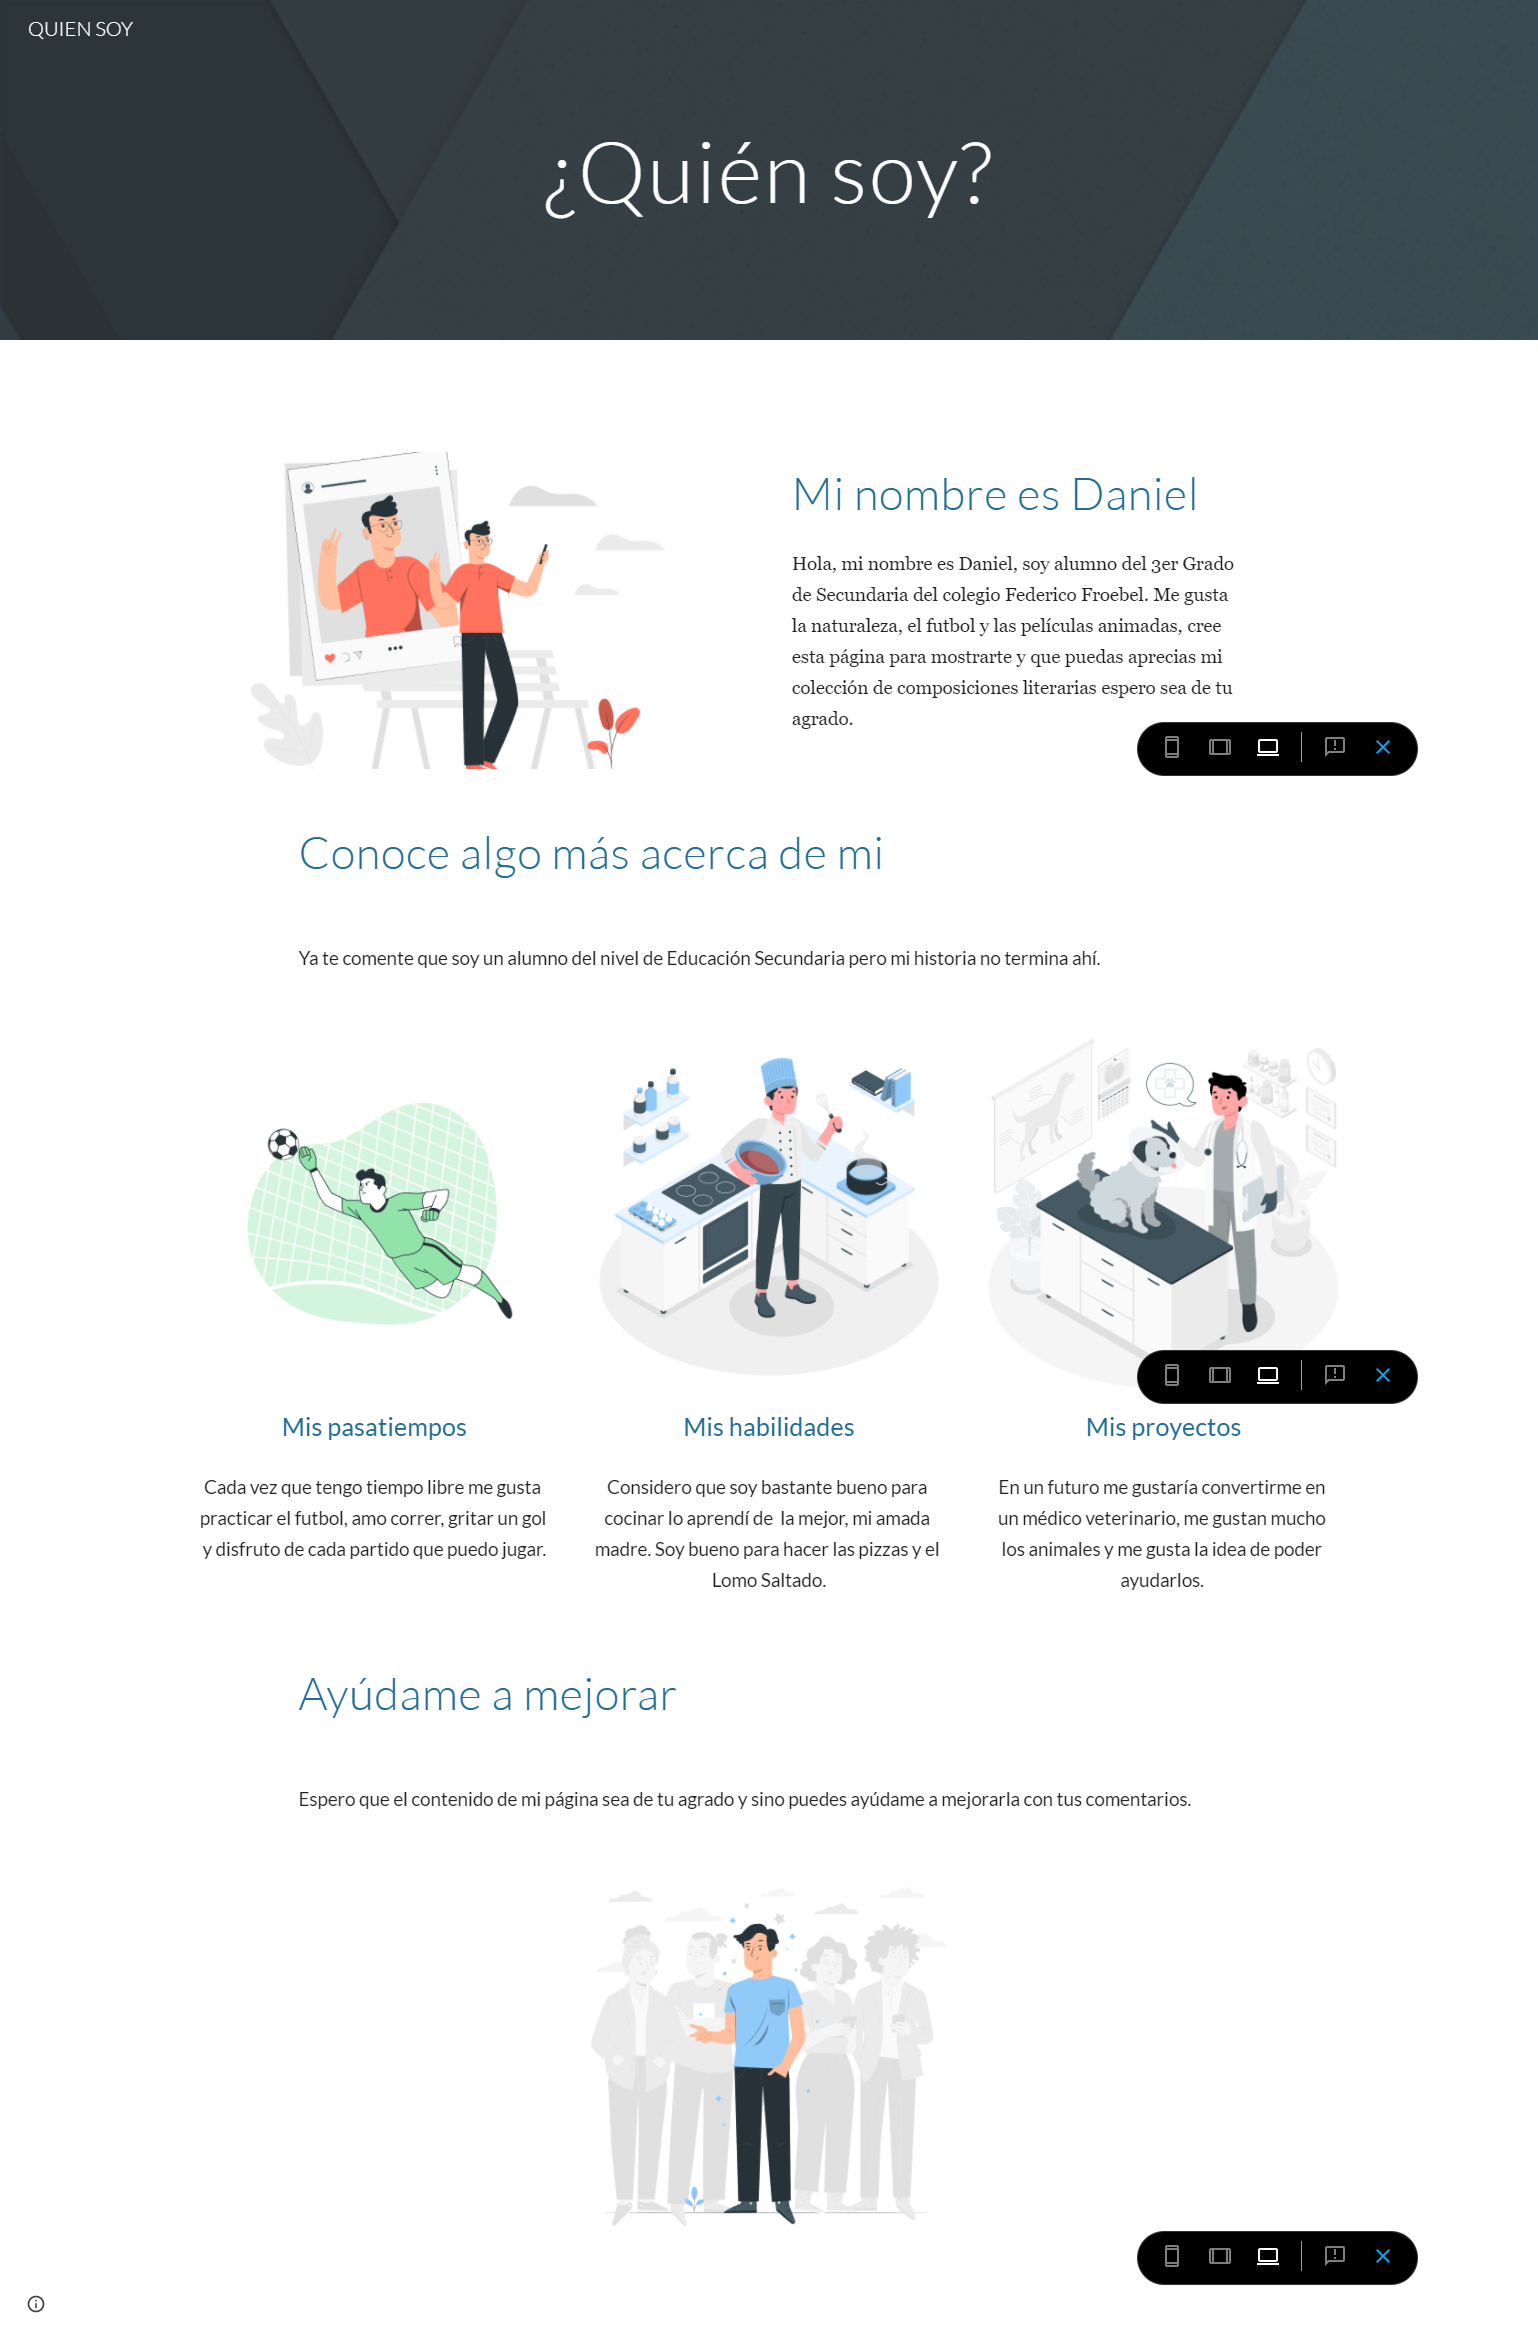 QUIEN SOY
¿Quién soy?
Mi nombre es Daniel
Hola, mi nombre es Daniel, soy alumno del 3er Grado
de Secundaria del colegio Federico Froebel. Me gusta
la naturaleza, el futbol y las películas animadas, cree
esta página para mostrarte y que puedas aprecias mi
colección de composiciones literarias espero sea de tu
agrado.
Conoce algo más acerca de mi
Ya te comente que soy un alumno del nivel de Educación Secundaria pero mi historia no termina ahí.
Mis pasatiempos
Cada vez que tengo tiempo libre me gusta
practicar el futbol, amo correr, gritar un gol
y disfruto de cada partido que puedo jugar.
Mis habilidades
Considero que soy bastante bueno para
cocinar lo aprendí de  la mejor, mi amada
madre. Soy bueno para hacer las pizzas y el
Lomo Saltado.
Mis proyectos
En un futuro me gustaría convertirme en
un médico veterinario, me gustan mucho
los animales y me gusta la idea de poder
ayudarlos.
Ayúdame a mejorar
Espero que el contenido de mi página sea de tu agrado y sino puedes ayúdame a mejorarla con tus comentarios.